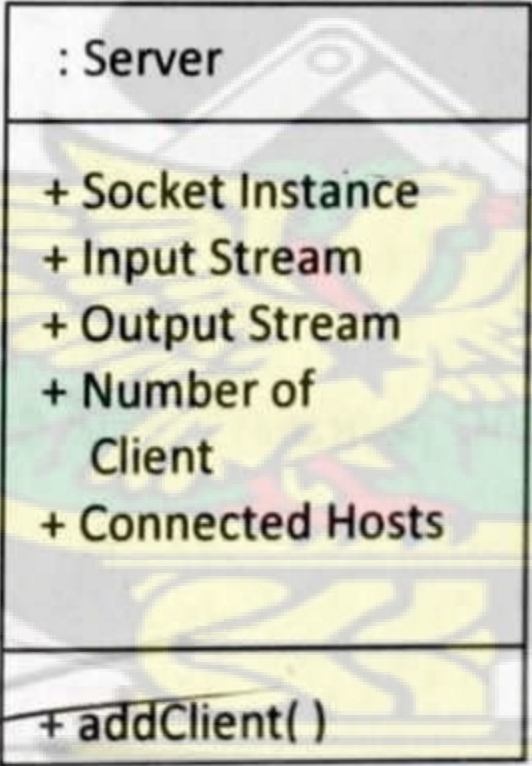 : Server
+ Socket Instance
+ Input Stream
+ Output Stream
+ Number of
Client
+ Connected Hosts
+ addClient( )